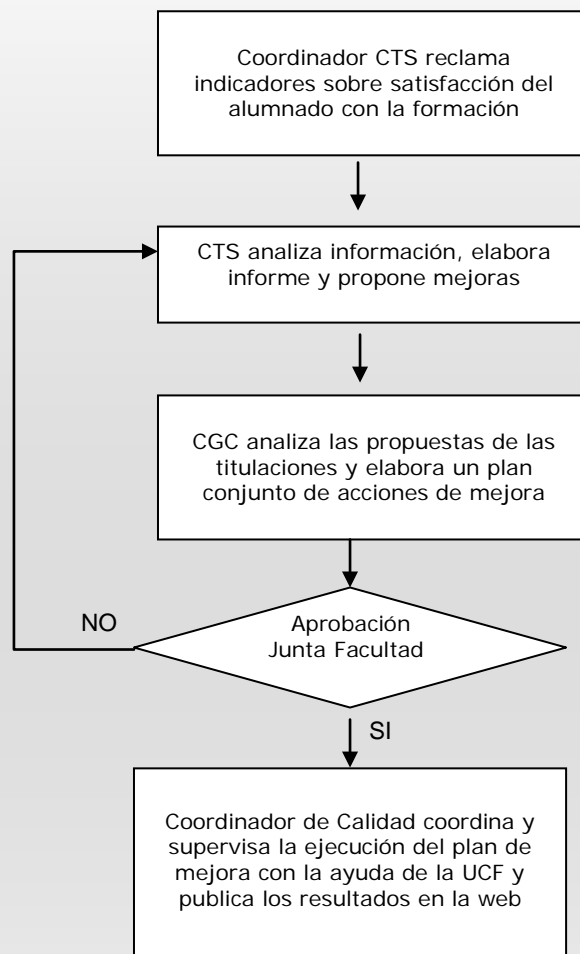 Coordinador CTS reclama
indicadores sobre satisfacción del
alumnado con la formación
CTS analiza información, elabora
informe y propone mejoras
CGC analiza las propuestas de las
titulaciones y elabora un plan
conjunto de acciones de mejora
NO
Aprobación
Junta Facultad
SI
Coordinador de Calidad coordina y
supervisa la ejecución del plan de
mejora con la ayuda de la UCF y
publica los resultados en la web